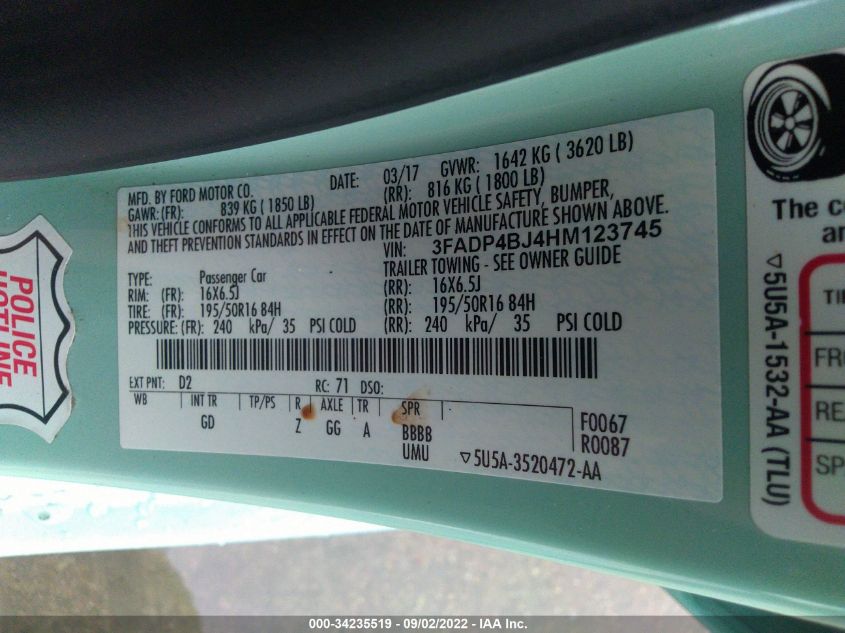 MFD. BY FORD MOTOR CO. DATE: 03/17 GVWR: 1642 KG ( 3620 LB)
GAWR: (FR): 839 KG ( 1850 LB) (RR): 816 KG ( 1800 LB)
THIS VEHICLE CONFORMS TO ALL APPLICABLE FEDERAL MOTOR VEHICLE SAFETY, BUMPER,
AND THEFT PREVENTION STANDARDS IN EFFECT ON THE DATE OF MANUFACTURE SHOWN ABOVE.
VIN: 3FADP4BJ4HM123745
TYPE: Passenger Car TRAILER TOWING - SEE OWNER GUIDE
RIM: (FR): 16X6.5J (RR): 16X6.5J
TIRE: (FR): 195/50R16 84H (RR): 195/50R16 84H
PRESSURE: (FR): 240 kPa/ 35 PSI COLD (RR): 240 kPa/ 35 PSI COLD
EXT PNT: D2 RC: 71 DSO:
WB INT TR TP/PS R AXLE TR SPR
GD Z GG A BBBB F0067
UMU R0087
▽5U5A-3520472-AA
POLICE
HOTLINE
The
▽5U5A-1532-AA (TLU)
FR
RE
SP
000-34235519 / 09/02/2022 - IAA Inc.